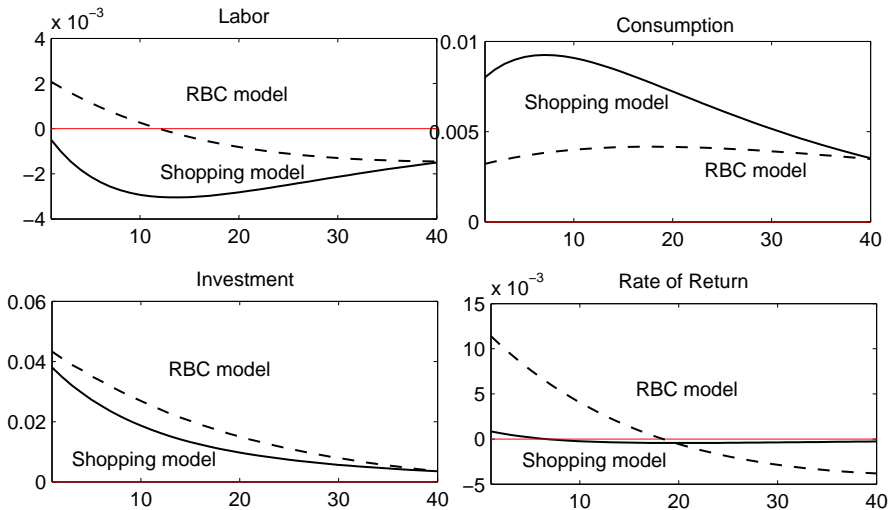 Labor
x 10⁻³
4
2
0
−2
−4
10
20
30
40
RBC model
Shopping model
Consumption
0.01
0.005
0
10
20
30
40
Shopping model
RBC model
Investment
0.06
0.04
0.02
0
10
20
30
40
RBC model
Shopping model
Rate of Return
x 10⁻³
15
10
5
0
−5
10
20
30
40
RBC model
Shopping model